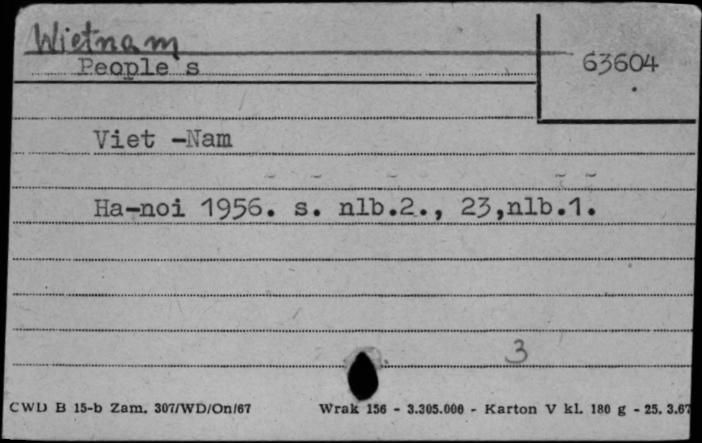 Wietnam
63604
People s
Viet -Nam
Ha-noi 1956. s. nlb.2., 23,nlb.1.
3
CWD B 15-b Zam. 307/WD/On/67 Wrak 156 - 3.305.000 - Karton V kl. 180 g - 25. 3.67